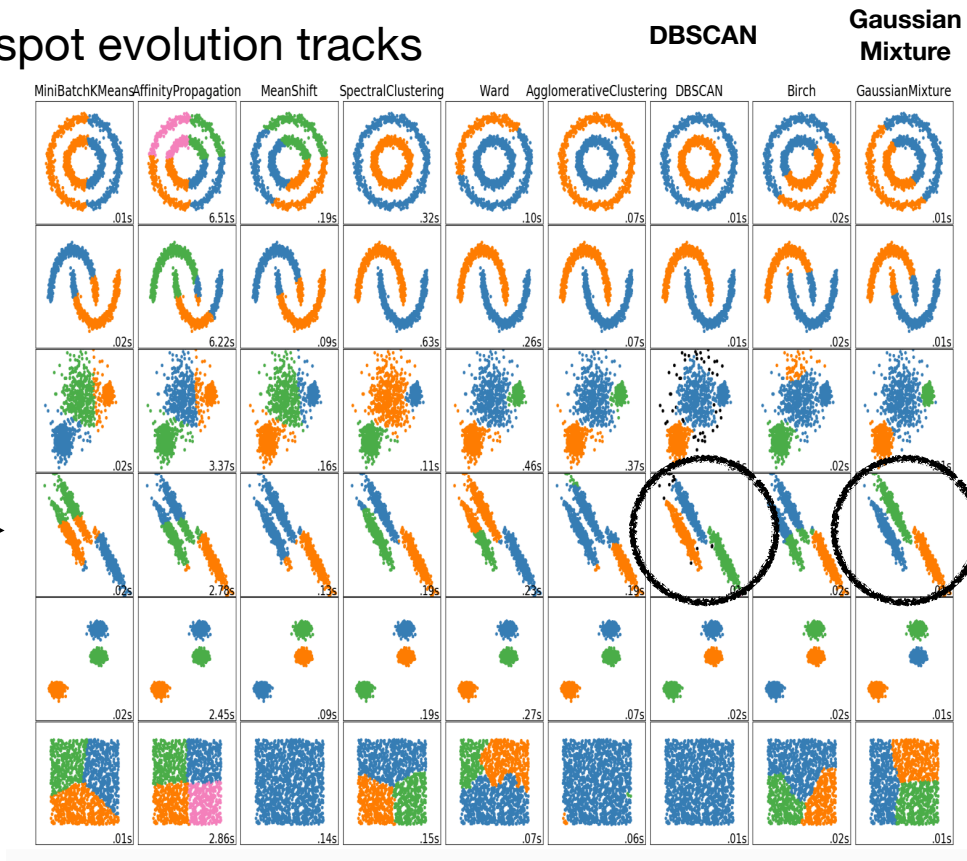 spot evolution tracks
DBSCAN
Gaussian
Mixture
MiniBatchKMeans AffinityPropagation MeanShift SpectralClustering Ward AgglomerativeClustering DBSCAN Birch GaussianMixture
.01s 6.51s .19s .32s .10s .07s .01s .02s .01s
.02s 6.22s .09s .63s .26s .07s .01s .02s .01s
.02s 3.37s .16s .11s .46s .37s .02s
.02s 2.78s .13s .19s .23s .19s .02s
.02s 2.45s .09s .19s .27s .07s .02s .02s .01s
.01s 2.86s .14s .15s .07s .06s .01s .02s .01s